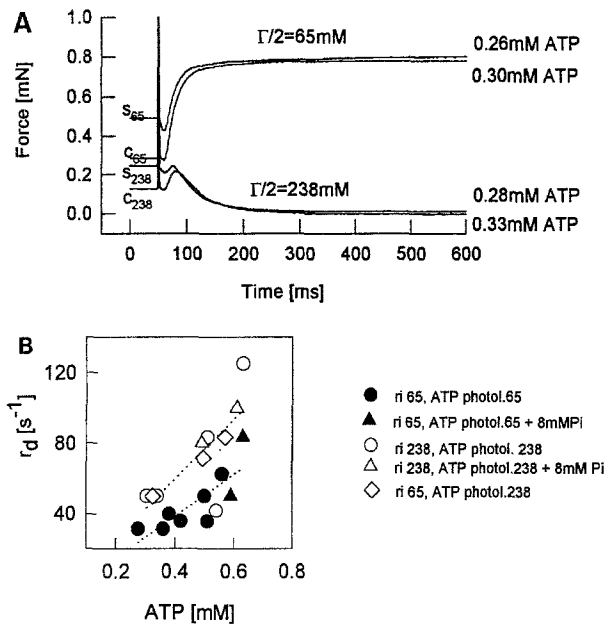 A
Force [mN]
1.0
0.8
0.6
0.4
0.2
0.0
S65
C65
S238
C238
Γ/2=65mM
Γ/2=238mM
0.26mM ATP
0.30mM ATP
0.28mM ATP
0.33mM ATP
0 100 200 300 400 500 600
Time [ms]
B
rd [s-1]
120
80
40
0.2 0.4 0.6 0.8
ATP [mM]
ri 65, ATP photol.65
ri 65, ATP photol.65 + 8mMPi
ri 238, ATP photol. 238
ri 238, ATP photol.238 + 8mM Pi
ri 65, ATP photol.238